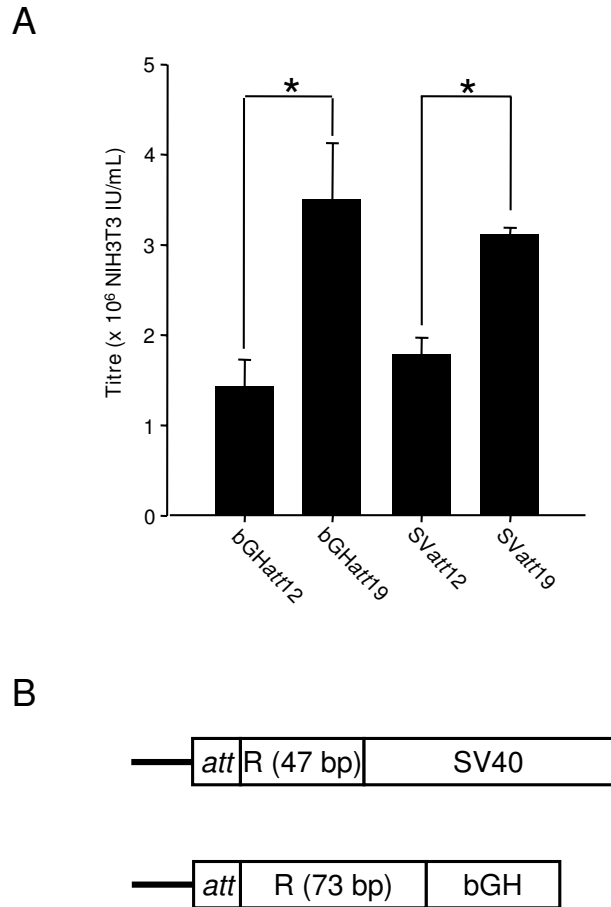 A
Titre (x 10⁶ NIH3T3 IU/mL)
5
4
3
2
1
0
*
*
bGHatt12
bGHatt19
SVatt12
SVatt19
B
att R (47 bp) SV40
att R (73 bp) bGH